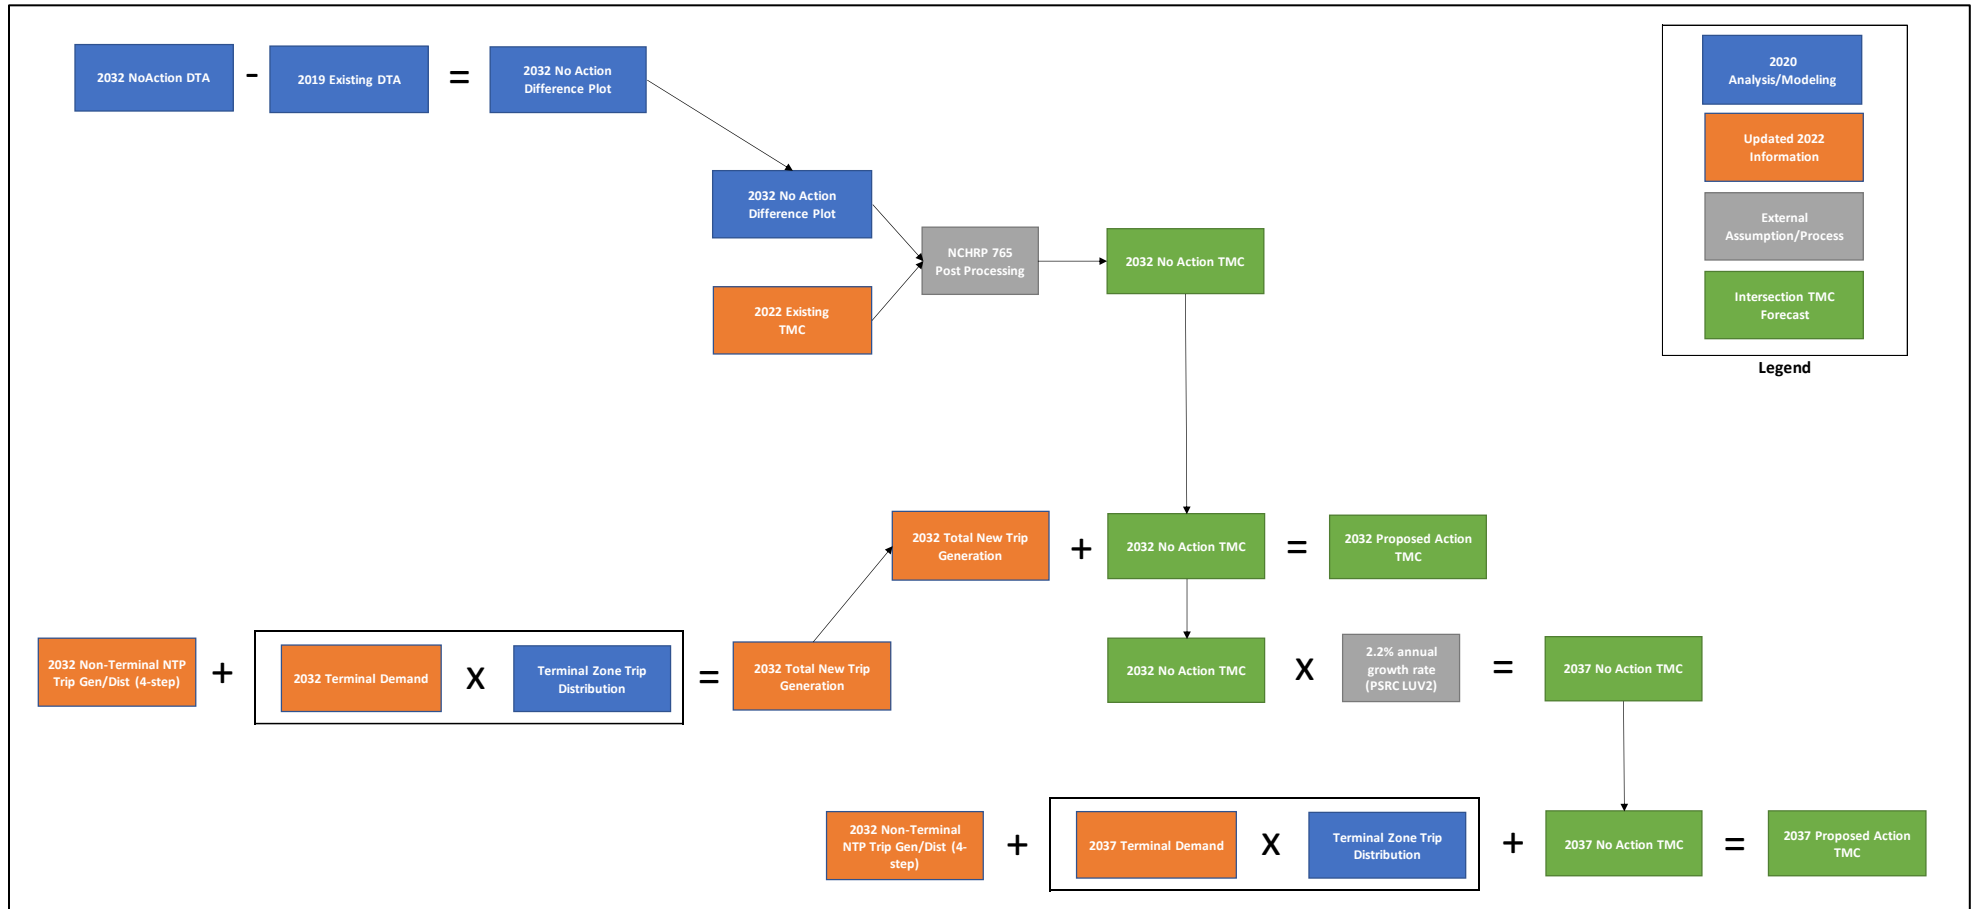 2032 NoAction DTA
-
2019 Existing DTA
=
2032 No Action
Difference Plot
2020
Analysis/Modeling
Updated 2022
Information
External
Assumption/Process
Intersection TMC
Forecast
Legend
2032 No Action
Difference Plot
2022 Existing
TMC
NCHRP 765
Post Processing
2032 No Action TMC
2032 Total New Trip
Generation
+
2032 No Action TMC
=
2032 Proposed Action
TMC
2032 Non-Terminal NTP
Trip Gen/Dist (4-step)
+
2032 Terminal Demand
X
Terminal Zone Trip
Distribution
=
2032 Total New Trip
Generation
2032 No Action TMC
X
2.2% annual
growth rate
(PSRC LUV2)
=
2037 No Action TMC
2032 Non-Terminal
NTP Trip Gen/Dist (4-
step)
+
2037 Terminal Demand
X
Terminal Zone Trip
Distribution
+
2037 No Action TMC
=
2037 Proposed Action
TMC